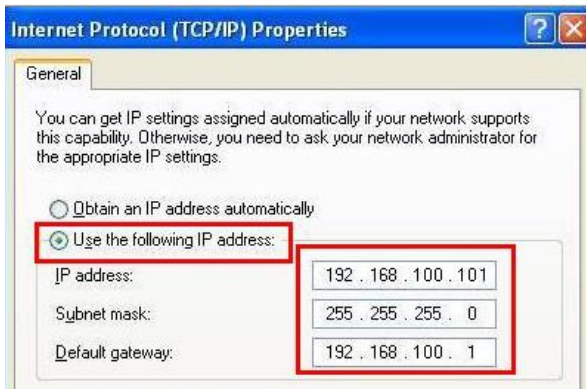 Internet Protocol (TCP/IP) Properties
General
You can get IP settings assigned automatically if your network supports
this capability. Otherwise, you need to ask your network administrator for
the appropriate IP settings.
Obtain an IP address automatically
Use the following IP address:
IP address: 192 . 168 . 100 . 101
Subnet mask: 255 . 255 . 255 . 0
Default gateway: 192 . 168 . 100 . 1